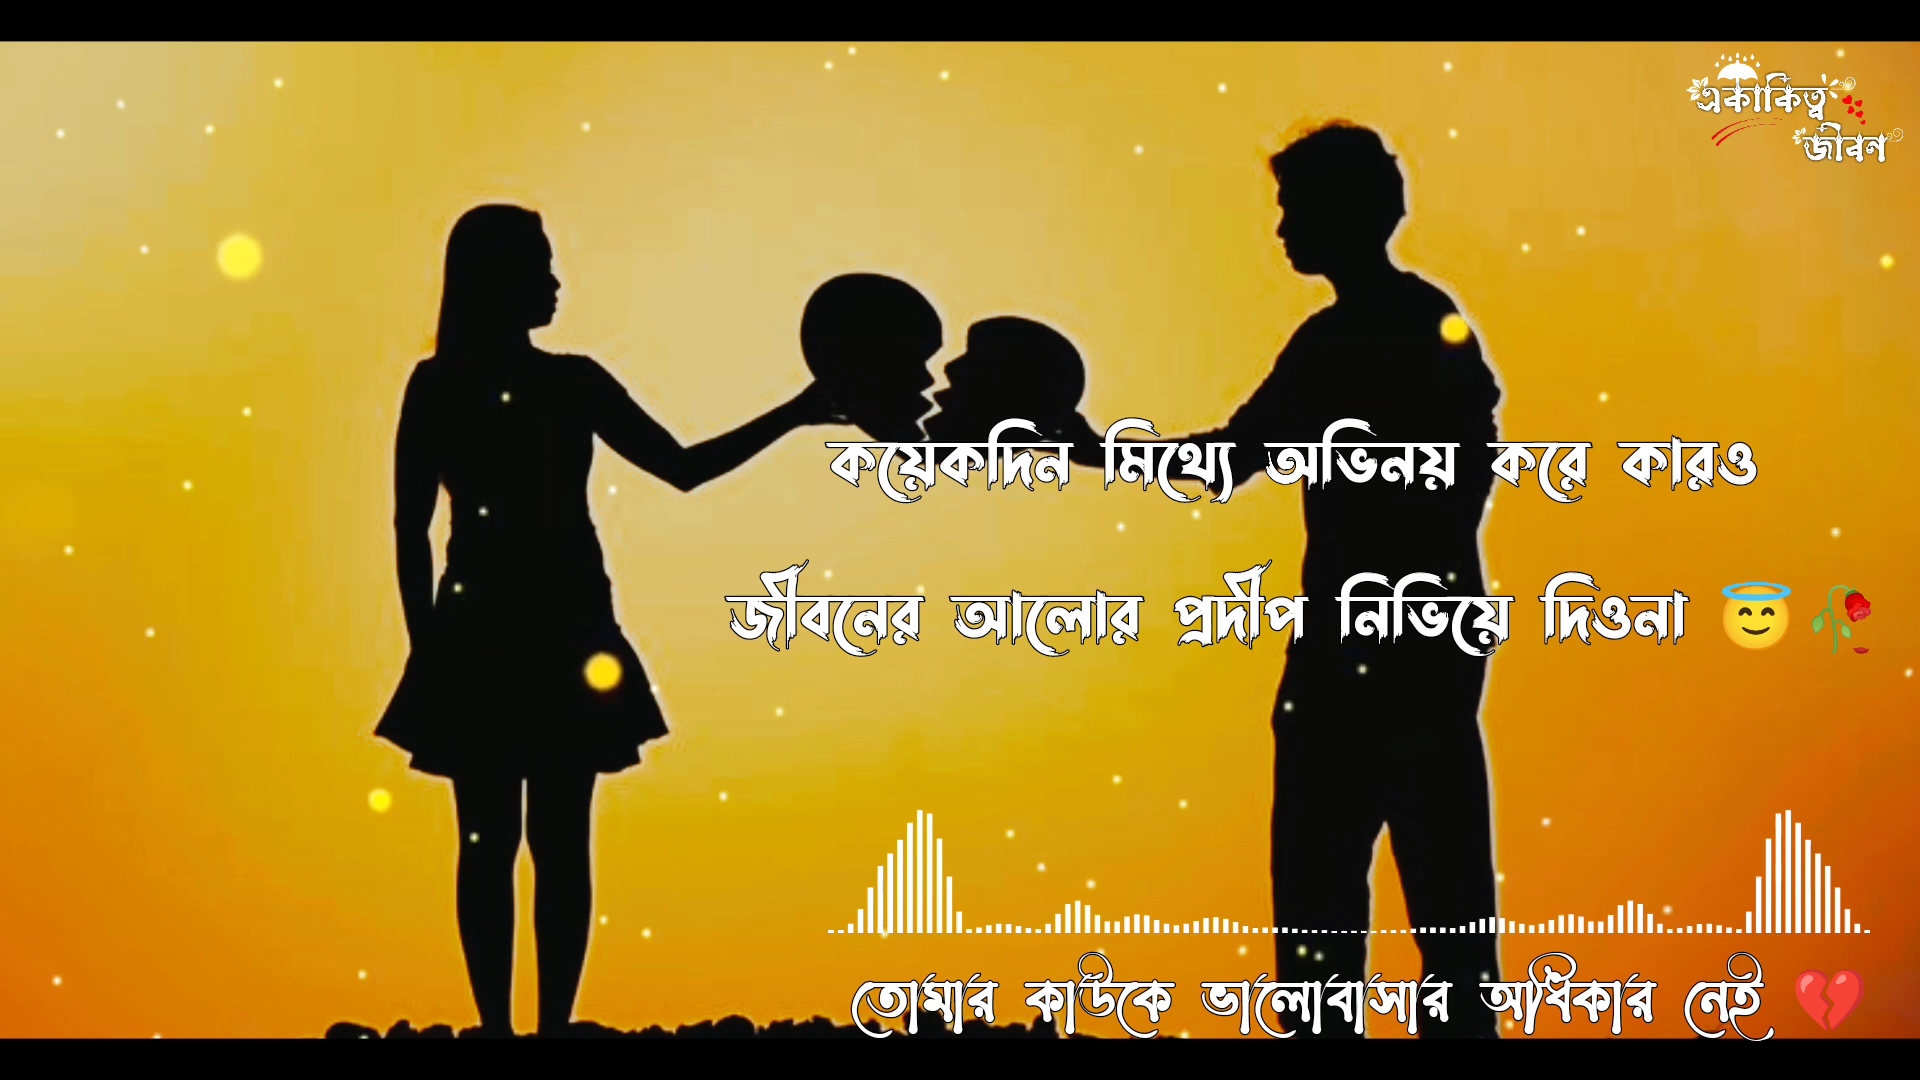 একাকিত্ব
জীবন
কয়েকদিন মিথ্যে অভিনয় করে কারও
জীবনের আলোর প্রদীপ নিভিয়ে দিওনা 😇🥀
তোমার কাউকে ভালোবাসার অধিকার নেই 💔